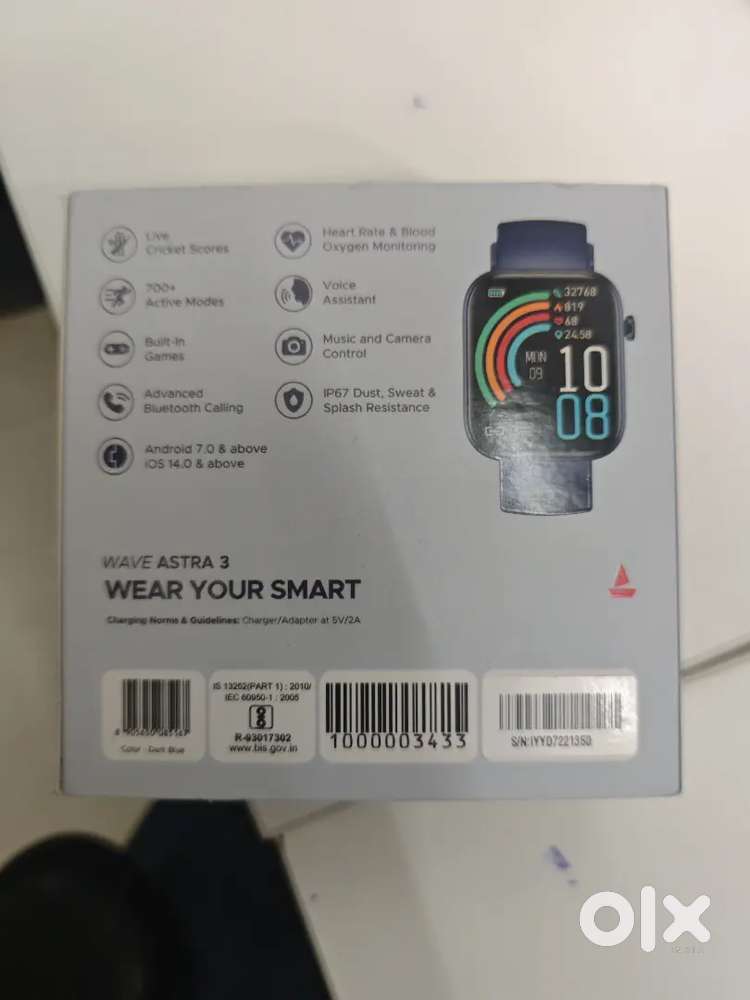 Live
Cricket Scores
Heart Rate & Blood
Oxygen Monitoring
700+
Active Modes
Voice
Assistant
Built-In
Games
Music and Camera
Control
Advanced
Bluetooth Calling
IP67 Dust, Sweat &
Splash Resistance
Android 7.0 & above
iOS 14.0 & above
32768
819
68
24.58
MON
09
10
08
WAVE ASTRA 3
WEAR YOUR SMART
Charging Norms & Guidelines: Charger/Adapter at 5V/2A
IS 13252(PART 1) : 2010/
IEC 60950-1 : 2005
R-93017302
www.bis.gov.in
Color : Dark Blue
1000003433
S/N:IYYD7221350
olx